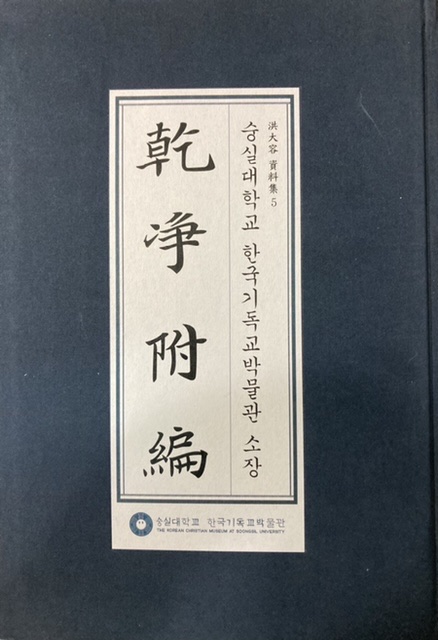 洪大容 資料集 5
숭실대학교 한국기독교박물관 소장
乾净附編
숭실대학교 한국기독교박물관
THE KOREAN CHRISTIAN MUSEUM AT SOONGSIL UNIVERSITY